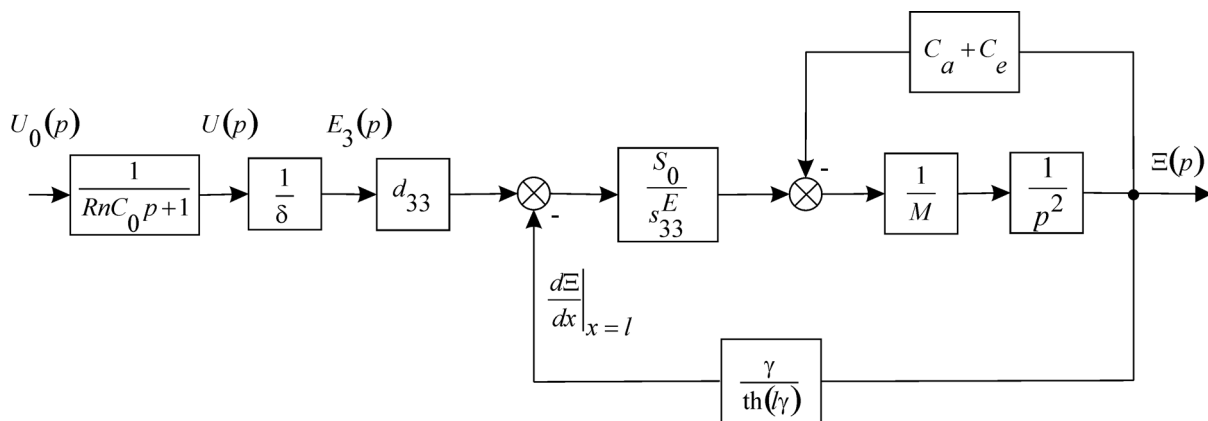 C_a + C_e
U_0(p)
U(p)
E_3(p)
Ξ(p)
1
RnC_0 p+1
1
δ
d_33
-
S_0
s_33^E
-
1
M
1
p^2
dΞ
dx |x = l
γ
th(lγ)